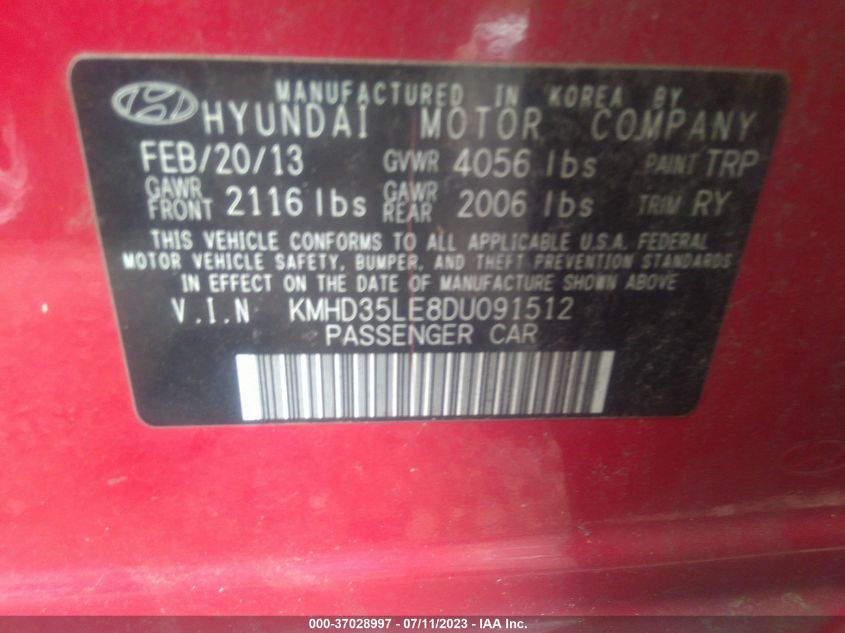 MANUFACTURED IN KOREA BY
HYUNDAI MOTOR COMPANY
FEB/20/13 GVWR 4056 lbs PAINT TRP
GAWR FRONT 2116 lbs GAWR REAR 2006 lbs TRIM RY
THIS VEHICLE CONFORMS TO ALL APPLICABLE U.S.A. FEDERAL
MOTOR VEHICLE SAFETY, BUMPER, AND THEFT PREVENTION STANDARDS
IN EFFECT ON THE DATE OF MANUFACTURE SHOWN ABOVE
V.I.N KMHD35LE8DU091512
PASSENGER CAR
000-37028997 - 07/11/2023 - IAA Inc.